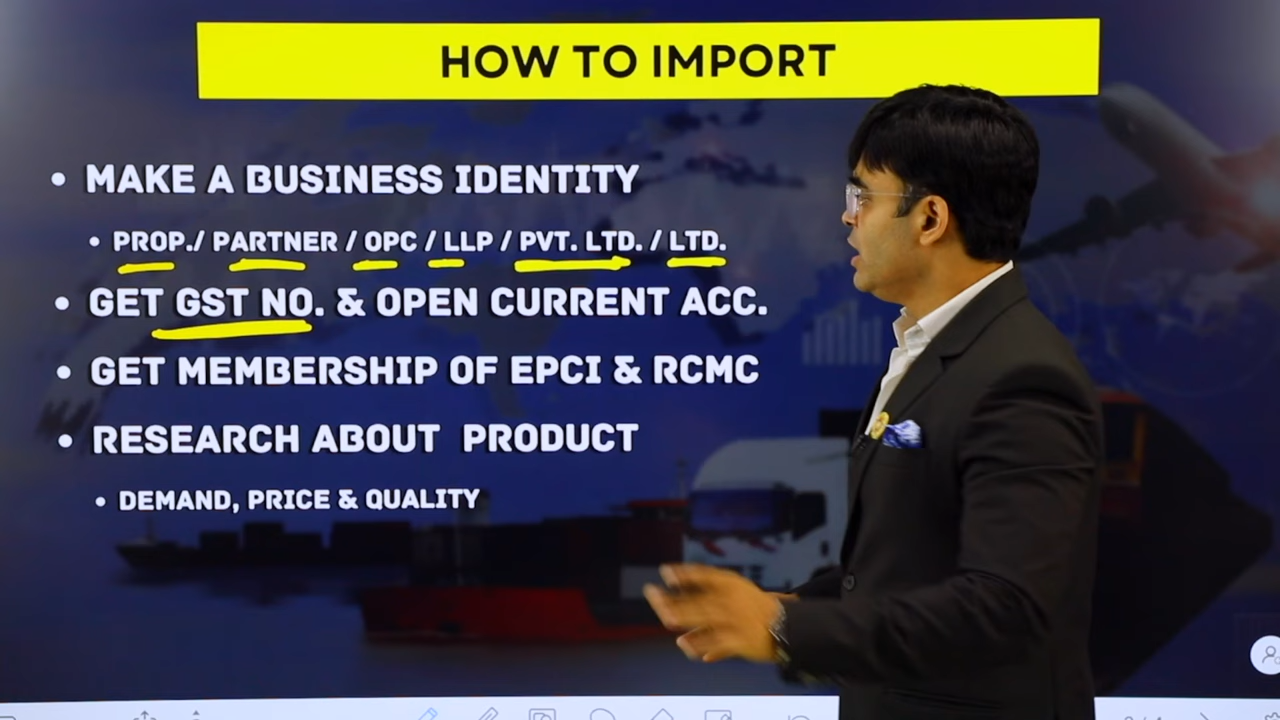 HOW TO IMPORT
• MAKE A BUSINESS IDENTITY
• PROP./ PARTNER / OPC / LLP / PVT. LTD. / LTD.
• GET GST NO. & OPEN CURRENT ACC.
• GET MEMBERSHIP OF EPCI & RCMC
• RESEARCH ABOUT PRODUCT
• DEMAND, PRICE & QUALITY